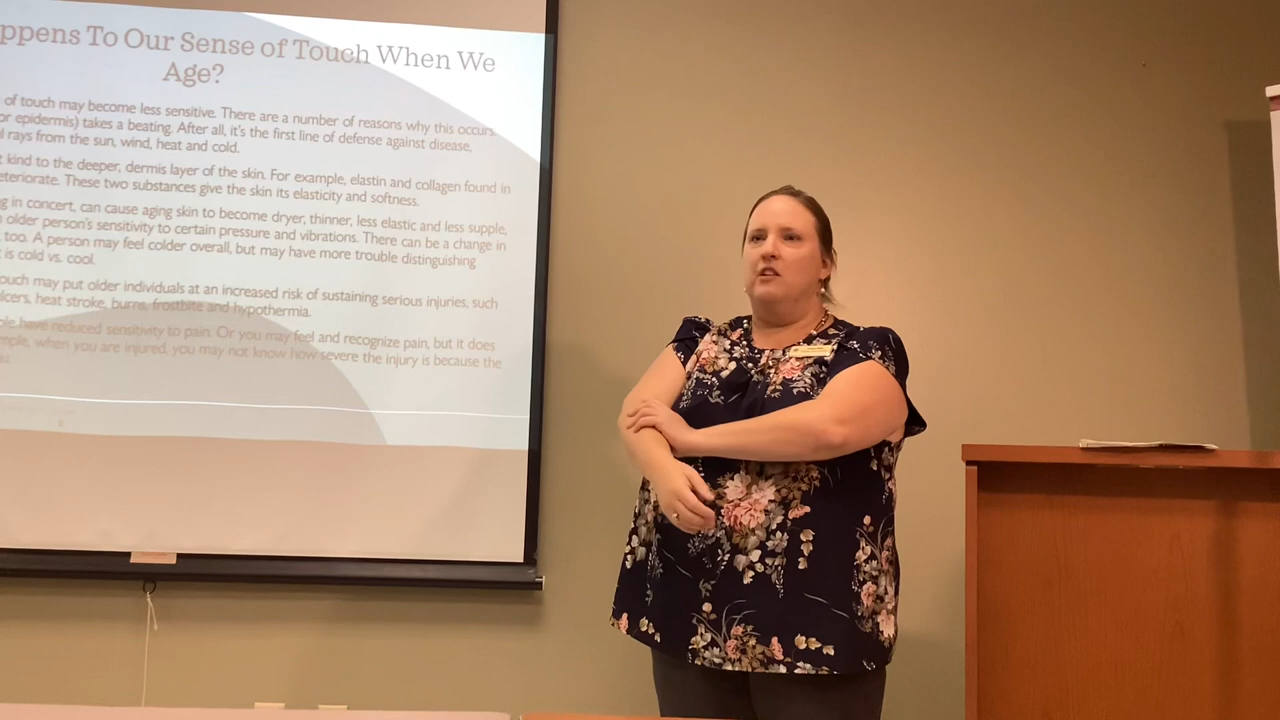 ppens To Our Sense of Touch When We
Age?
of touch may become less sensitive. There are a number of reasons why this occurs.
or epidermis) takes a beating. After all, it's the first line of defense against disease,
rays from the sun, wind, heat and cold.
kind to the deeper, dermis layer of the skin. For example, elastin and collagen found in
eteriorate. These two substances give the skin its elasticity and softness.
g in concert, can cause aging skin to become dryer, thinner, less elastic and less supply,
older person's sensitivity to certain pressure and vibrations. There can be a change in
too. A person may feel colder overall, but may have more trouble distinguishing
is cold vs. cool.
ouch may put older individuals at an increased risk of sustaining serious injuries, such
lcers, heat stroke, burns, frostbite and hypothermia.
ple have reduced sensitivity to pain. Or you may feel and recognize pain, but it does
mple, when you are injured, you may not know how severe the injury is because the